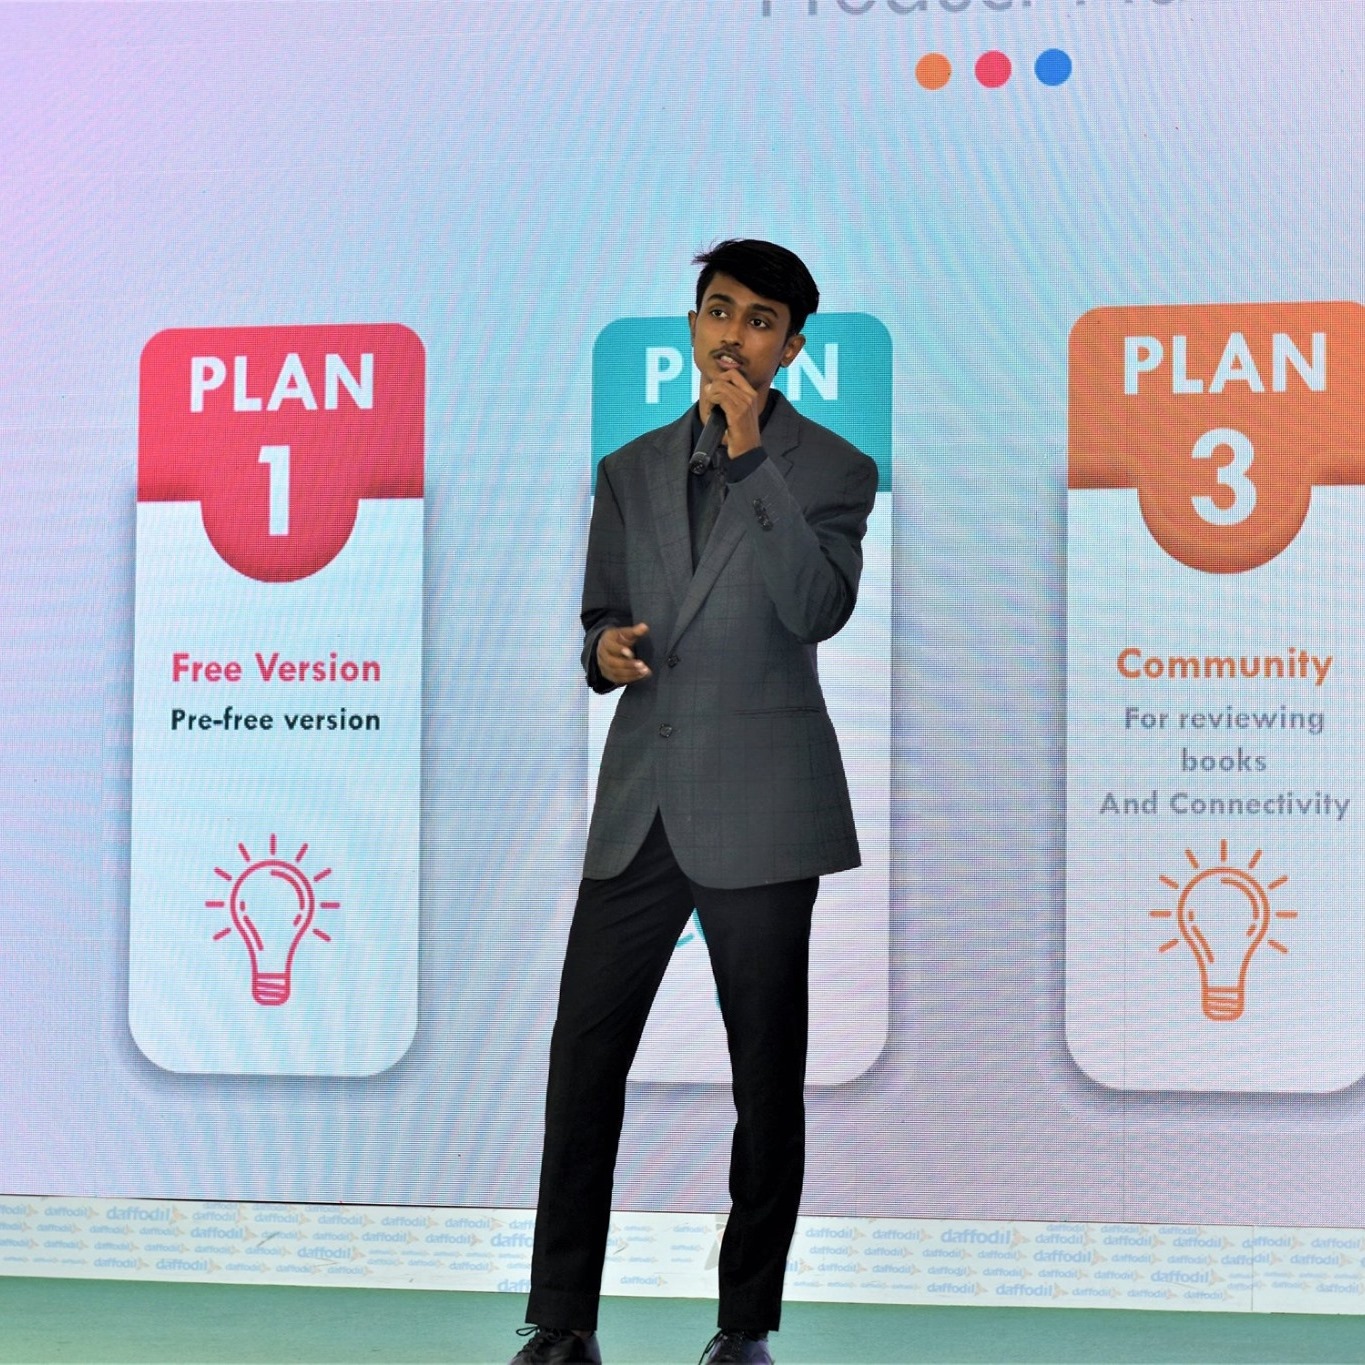 PLAN
1
Free Version
Pre-free version
PLAN
3
Community
For reviewing
books
And Connectivity
daffodil